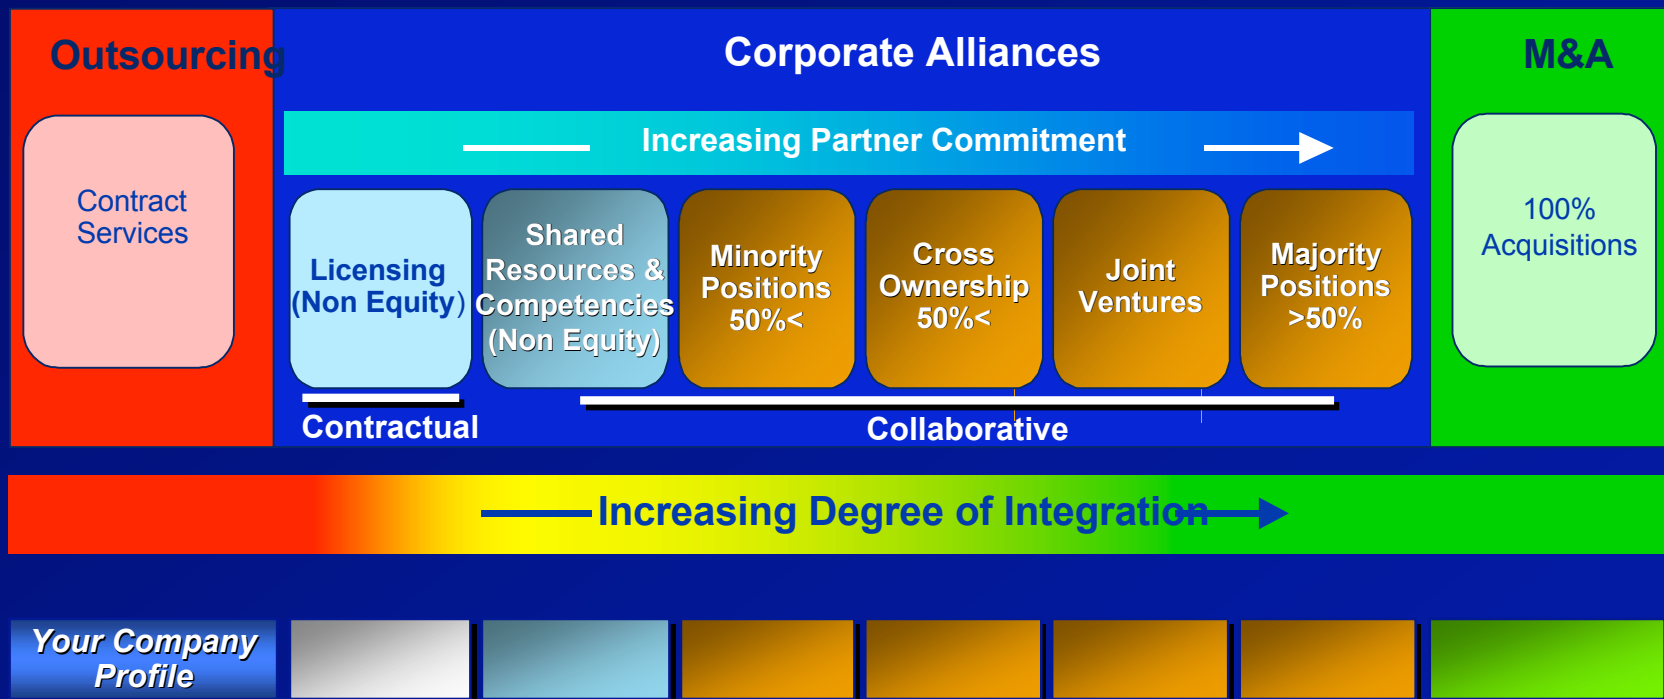 Outsourcing
Corporate Alliances
M&A
Increasing Partner Commitment
Contract
Services
Licensing
(Non Equity)
Shared
Resources &
Competencies
(Non Equity)
Minority
Positions
50%<
Cross
Ownership
50%<
Joint
Ventures
Majority
Positions
>50%
100%
Acquisitions
Contractual
Collaborative
Increasing Degree of Integration
Your Company
Profile